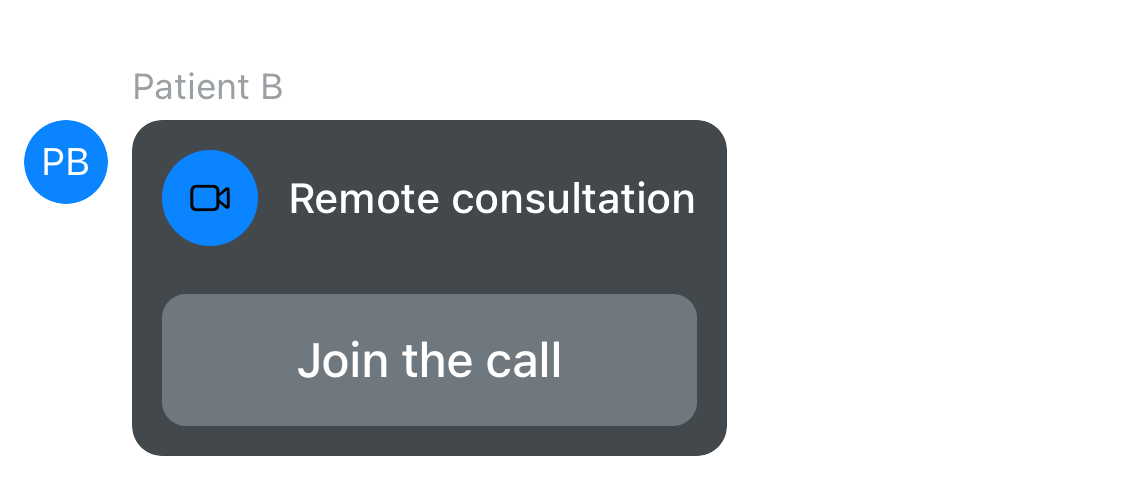 Patient B
PB
Remote consultation
Join the call